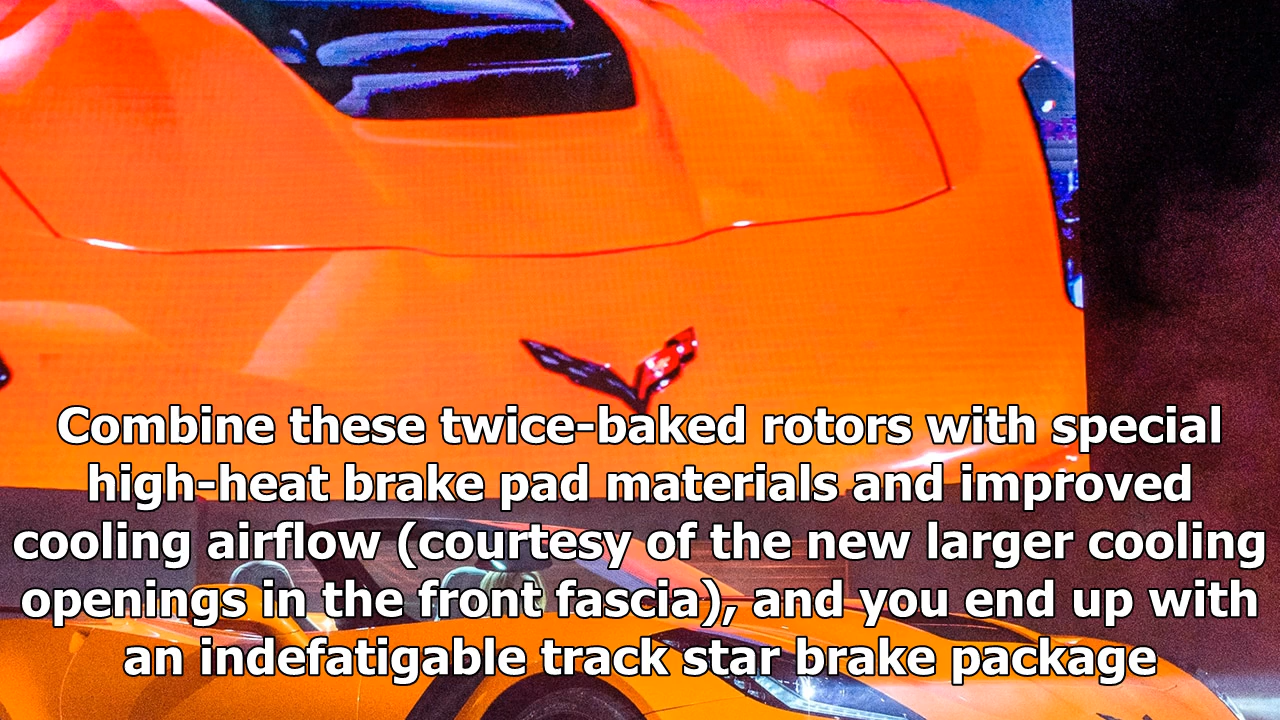 Combine these twice-baked rotors with special
high-heat brake pad materials and improved
cooling airflow (courtesy of the new larger cooling
openings in the front fascia), and you end up with
an indefatigable track star brake package